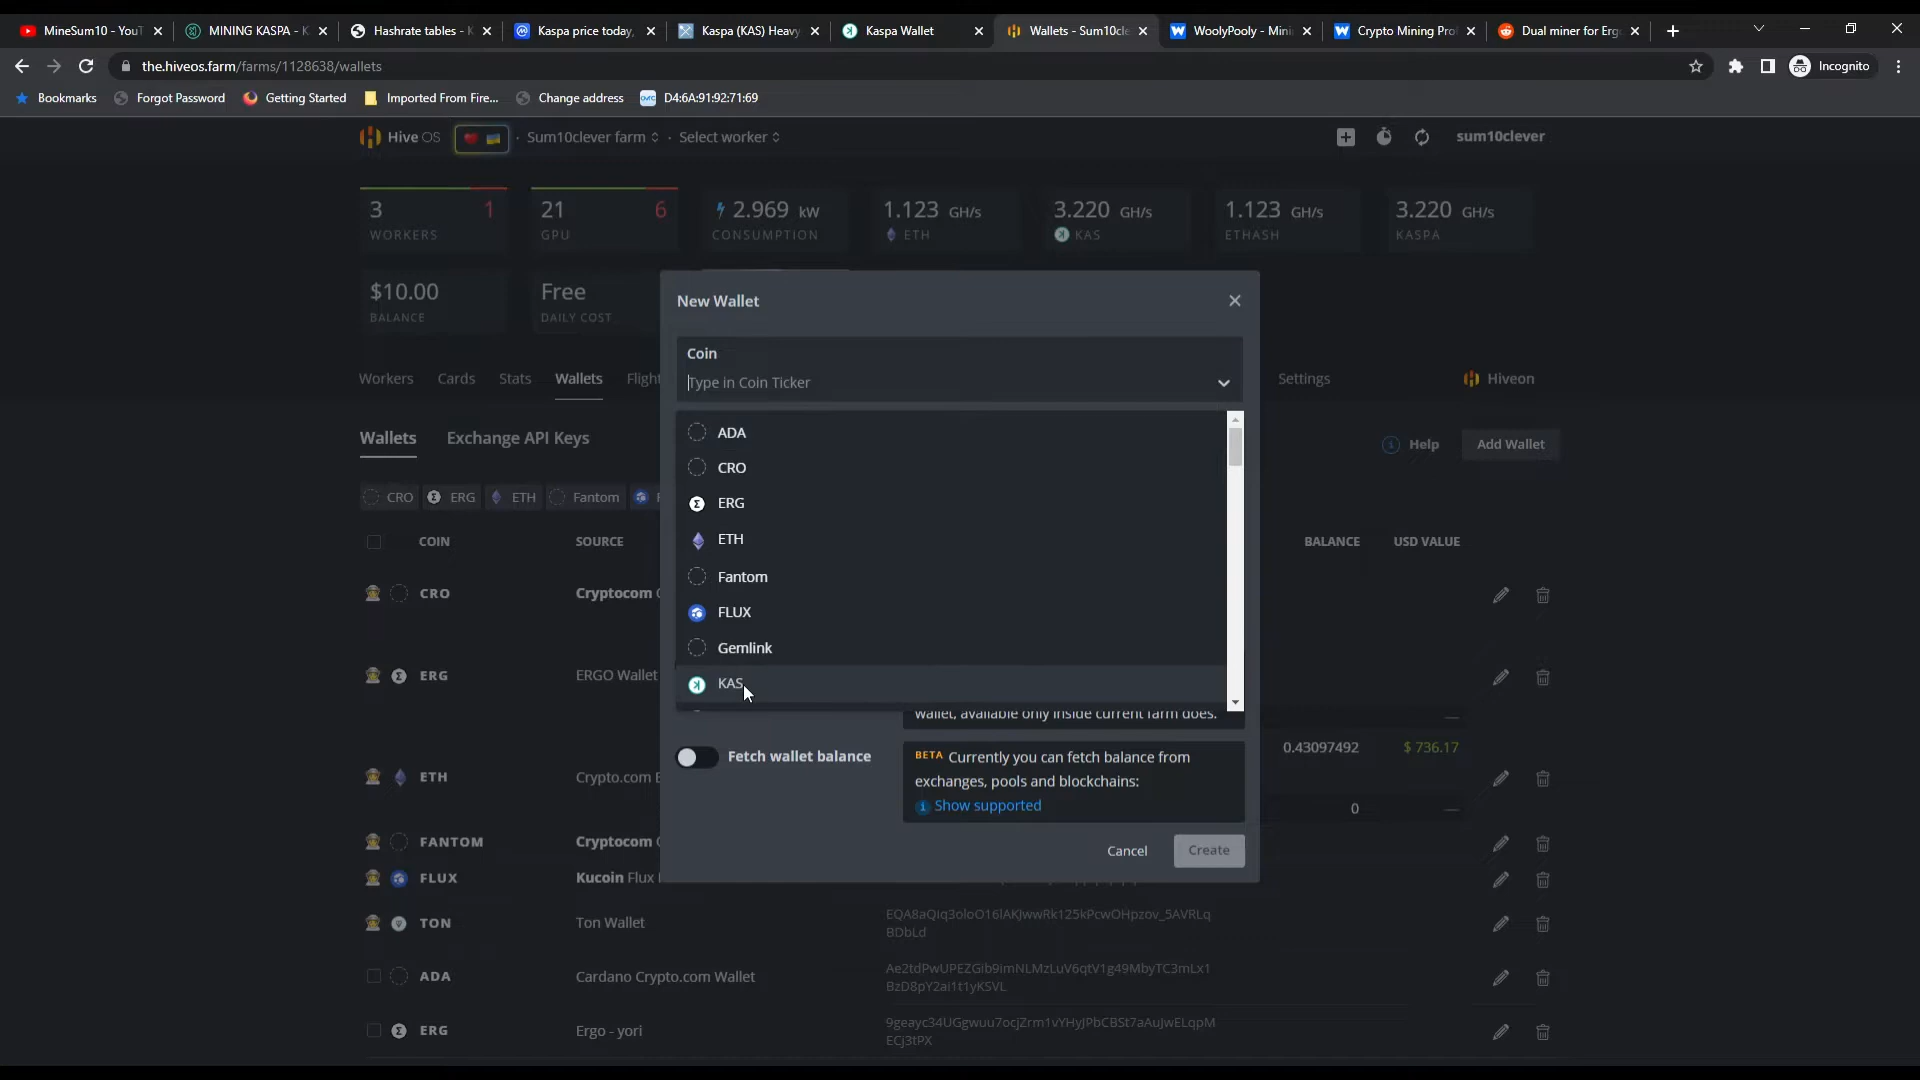 MineSum10 - YouT
MINING KASPA - K
Hashrate tables - K
Kaspa price today,
Kaspa (KAS) Heavy
Kaspa Wallet
Wallets - Sum10cle
WoolyPooly - Minin
Crypto Mining Pro
Dual miner for Erg
the.hiveos.farm/farms/1128638/wallets
Incognito
Bookmarks
Forgot Password
Getting Started
Imported From Fire...
Change address
D4:6A:91:92:71:69
Hive OS
Sum10clever farm
Select worker
sum10clever
3 1
WORKERS
21 6
GPU
2.969 kW
CONSUMPTION
1.123 GH/s
ETH
3.220 GH/s
KAS
1.123 GH/s
ETHASH
3.220 GH/s
KASPA
$10.00
BALANCE
Free
DAILY COST
New Wallet
Coin
Type in Coin Ticker
Workers Cards Stats Wallets Flight
Settings
Hiveon
ADA
CRO
ERG
ETH
Fantom
FLUX
Gemlink
KAS
Wallets
Exchange API Keys
Help
Add Wallet
CRO ERG ETH Fantom F
COIN SOURCE BALANCE USD VALUE
CRO Cryptocom
ERG ERGO Wallet
wallet, available only inside current farm does.
Fetch wallet balance
BETA Currently you can fetch balance from
exchanges, pools and blockchains:
Show supported
Cancel
Create
0.43097492 $ 736.17
ETH Crypto.com E
0 —
FANTOM Cryptocom
FLUX Kucoin Flux
TON Ton Wallet
EQA8aQiq3oloO16lAKJwwRk125kPcwOHpzov_5AVRLq
BDbLd
ADA Cardano Crypto.com Wallet
Ae2tdPwUPEZGib9imNLMzLuV6qtV1g49MbyTC3mLx1
BzD8pY2ai1t1yKSVL
ERG Ergo - yori
9geayc34UGgwuu7ocjZrm1vYHyJPbCBSt7aAuJwELqpM
ECj3tPX